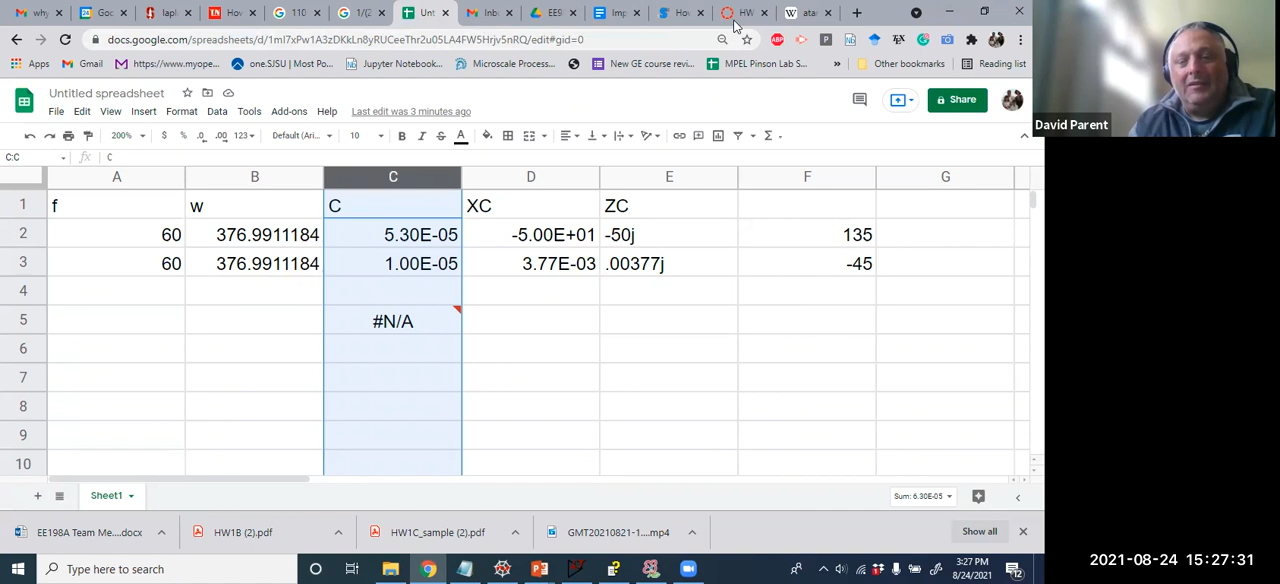 why
Goo
lapl
How
110
1/(2
Unt
Inb
EE9
Imp
Hov
HW
atar
docs.google.com/spreadsheets/d/1mI7xPw1A3zDKkLn8yRUCeeThr2u05LA4FW5Hrjv5nRQ/edit#gid=0
Apps
Gmail
https://www.myope...
one.SJSU | Most Po...
Jupyter Notebook...
Microscale Process...
New GE course revi...
MPEL Pinson Lab S...
»
Other bookmarks
Reading list
Untitled spreadsheet
File Edit View Insert Format Data Tools Add-ons Help Last edit was 3 minutes ago
Share
200% $ % .0 .00 123 Default (Ari... 10 B I S A
C:C fx C
A B C D E F G
1 f w C XC ZC
2 60 376.9911184 5.30E-05 -5.00E+01 -50j 135
3 60 376.9911184 1.00E-05 3.77E-03 .00377j -45
4
5 #N/A
6
7
8
9
10
Sheet1
Sum: 6.30E-05
EE198A Team Me....docx
HW1B (2).pdf
HW1C_sample (2).pdf
GMT20210821-1....mp4
Show all
Type here to search
3:27 PM
8/24/2021
12
David Parent
2021-08-24 15:27:31